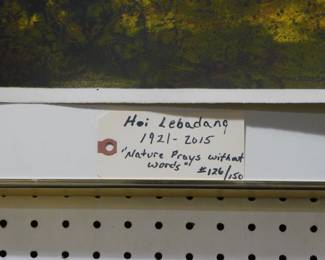 Hoi Lebadang
1921-2015
"Nature Prays without
words" #126/150